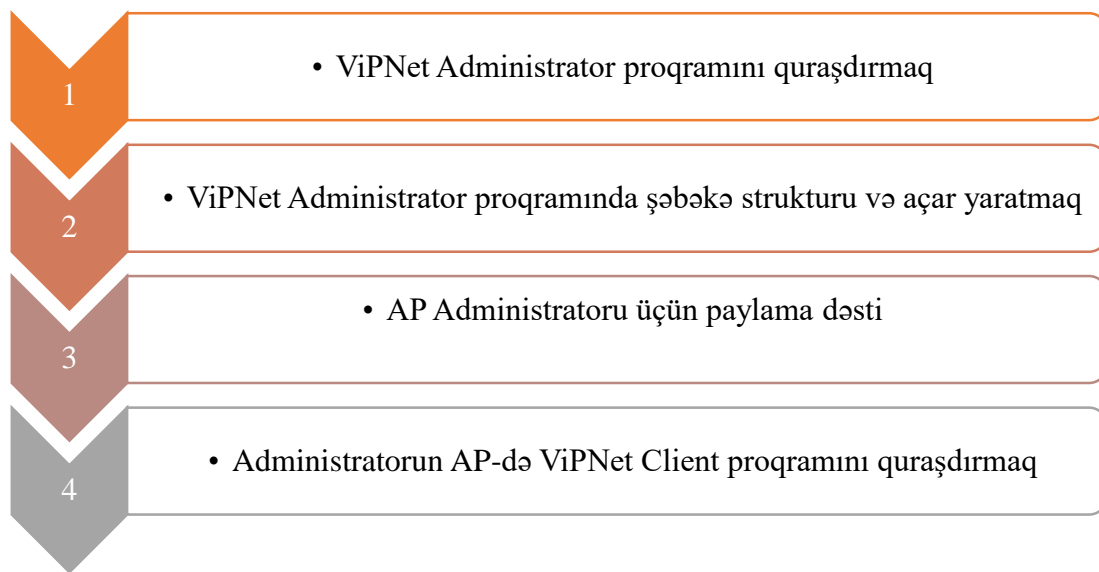 1
• ViPNet Administrator proqramını quraşdırmaq
2
• ViPNet Administrator proqramında şəbəkə strukturu və açar yaratmaq
3
• AP Administratoru üçün paylama dəsti
4
• Administratorun AP-də ViPNet Client proqramını quraşdırmaq